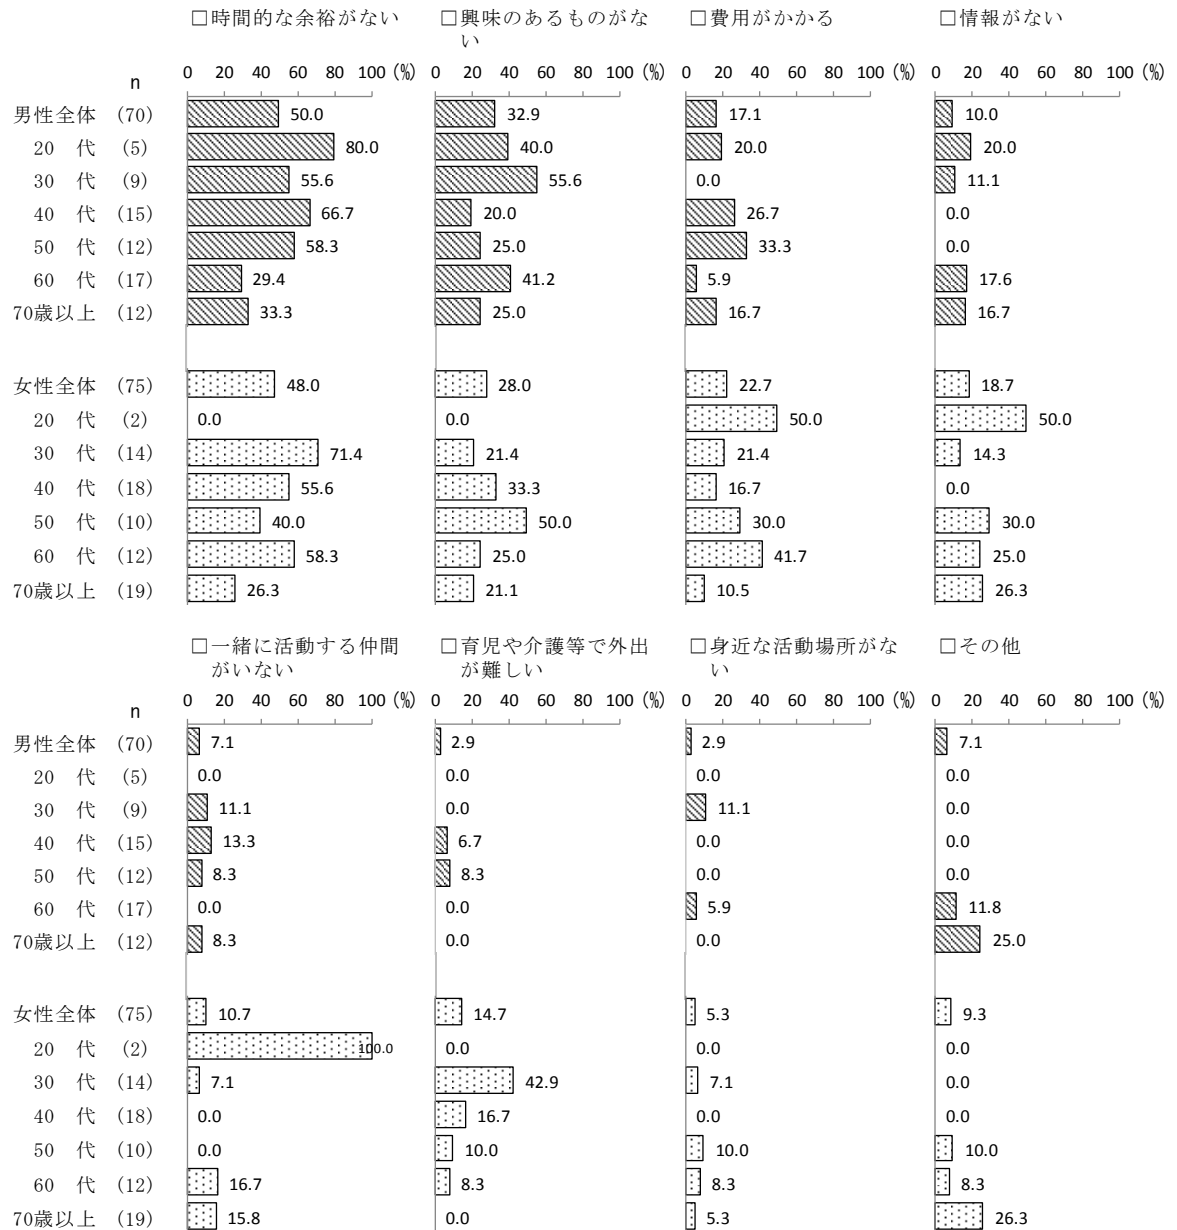 □時間的な余裕がない □興味のあるものがな □費用がかかる □情報がない
い
0 20 40 60 80 100 (%) 0 20 40 60 80 100 (%) 0 20 40 60 80 100 (%) 0 20 40 60 80 100 (%)
n
男性全体 (70) 50.0 32.9 17.1 10.0
20 代 (5) 80.0 40.0 20.0 20.0
30 代 (9) 55.6 55.6 0.0 11.1
40 代 (15) 66.7 20.0 26.7 0.0
50 代 (12) 58.3 25.0 33.3 0.0
60 代 (17) 29.4 41.2 5.9 17.6
70歳以上 (12) 33.3 25.0 16.7 16.7
女性全体 (75) 48.0 28.0 22.7 18.7
20 代 (2) 0.0 0.0 50.0 50.0
30 代 (14) 71.4 21.4 21.4 14.3
40 代 (18) 55.6 33.3 16.7 0.0
50 代 (10) 40.0 50.0 30.0 30.0
60 代 (12) 58.3 25.0 41.7 25.0
70歳以上 (19) 26.3 21.1 10.5 26.3
□一緒に活動する仲間 □育児や介護等で外出 □身近な活動場所がな □その他
がいない が難しい い
0 20 40 60 80 100 (%) 0 20 40 60 80 100 (%) 0 20 40 60 80 100 (%) 0 20 40 60 80 100 (%)
n
男性全体 (70) 7.1 2.9 2.9 7.1
20 代 (5) 0.0 0.0 0.0 0.0
30 代 (9) 11.1 0.0 11.1 0.0
40 代 (15) 13.3 6.7 0.0 0.0
50 代 (12) 8.3 8.3 0.0 0.0
60 代 (17) 0.0 0.0 5.9 11.8
70歳以上 (12) 8.3 0.0 0.0 25.0
女性全体 (75) 10.7 14.7 5.3 9.3
20 代 (2) 100.0 0.0 0.0 0.0
30 代 (14) 7.1 42.9 7.1 0.0
40 代 (18) 0.0 16.7 0.0 0.0
50 代 (10) 0.0 10.0 10.0 10.0
60 代 (12) 16.7 8.3 8.3 8.3
70歳以上 (19) 15.8 0.0 5.3 26.3